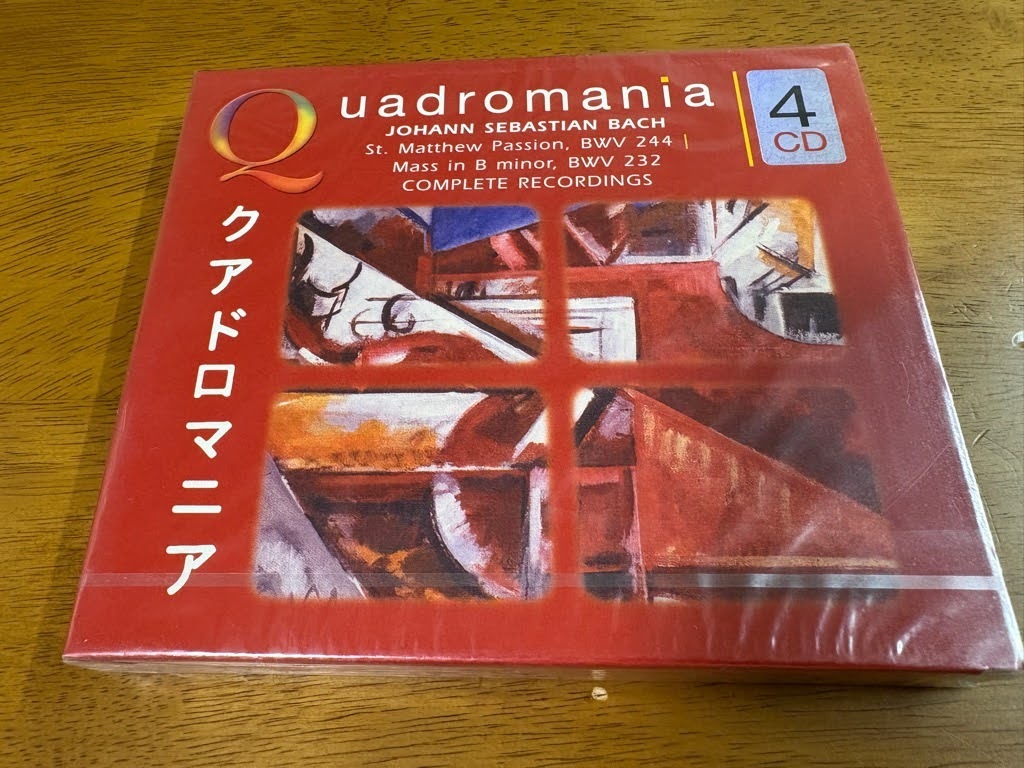 Quadromania
JOHANN SEBASTIAN BACH
St. Matthew Passion, BWV 244 |
Mass in B minor, BWV 232
COMPLETE RECORDINGS
4
CD
クアドロマニア